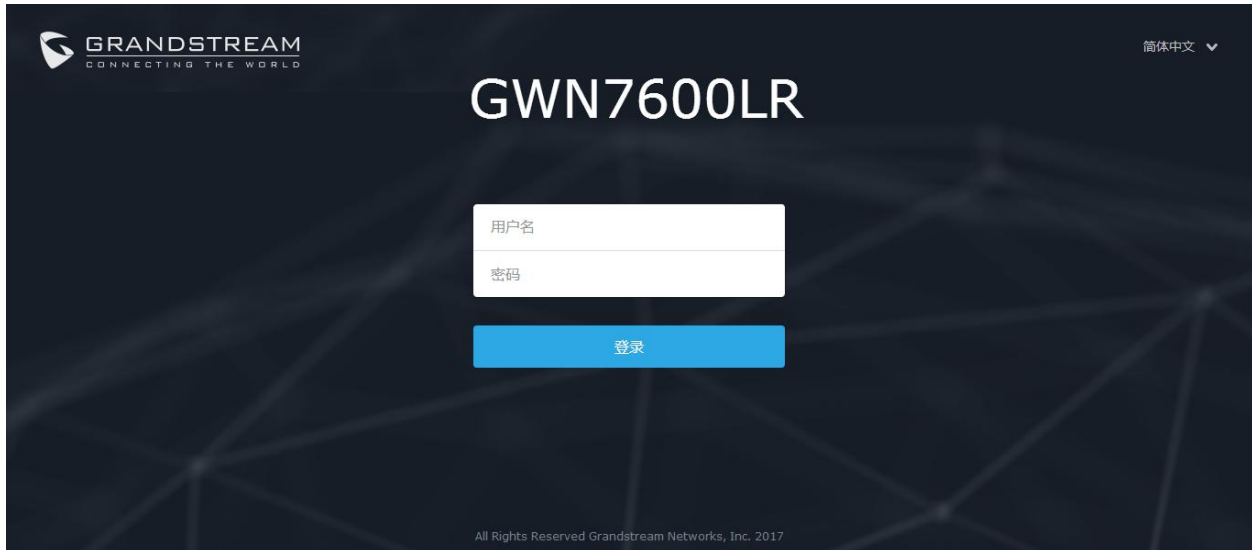 GRANDSTREAM
CONNECTING THE WORLD
简体中文
GWN7600LR
用户名
密码
登录
All Rights Reserved Grandstream Networks, Inc. 2017